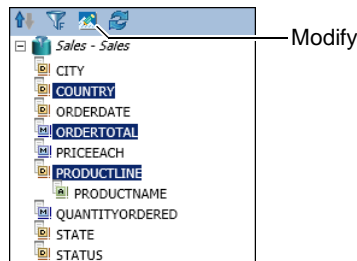 Modify
Sales - Sales
CITY
COUNTRY
ORDERDATE
ORDERTOTAL
PRICEEACH
PRODUCTLINE
PRODUCTNAME
QUANTITYORDERED
STATE
STATUS